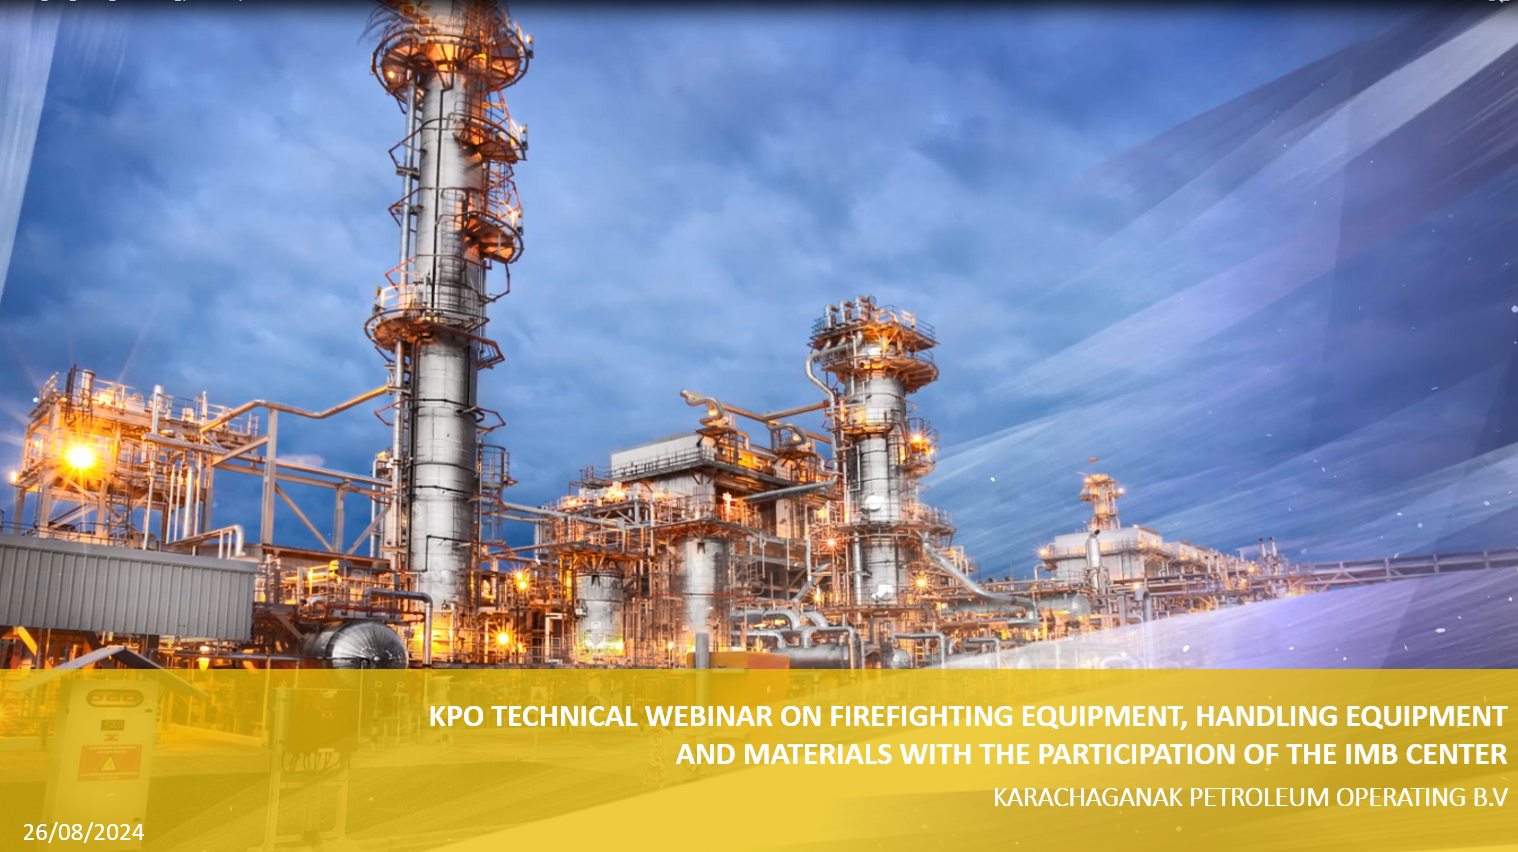 KPO TECHNICAL WEBINAR ON FIREFIGHTING EQUIPMENT, HANDLING EQUIPMENT
AND MATERIALS WITH THE PARTICIPATION OF THE IMB CENTER
KARACHAGANAK PETROLEUM OPERATING B.V
26/08/2024